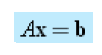 Ax = b